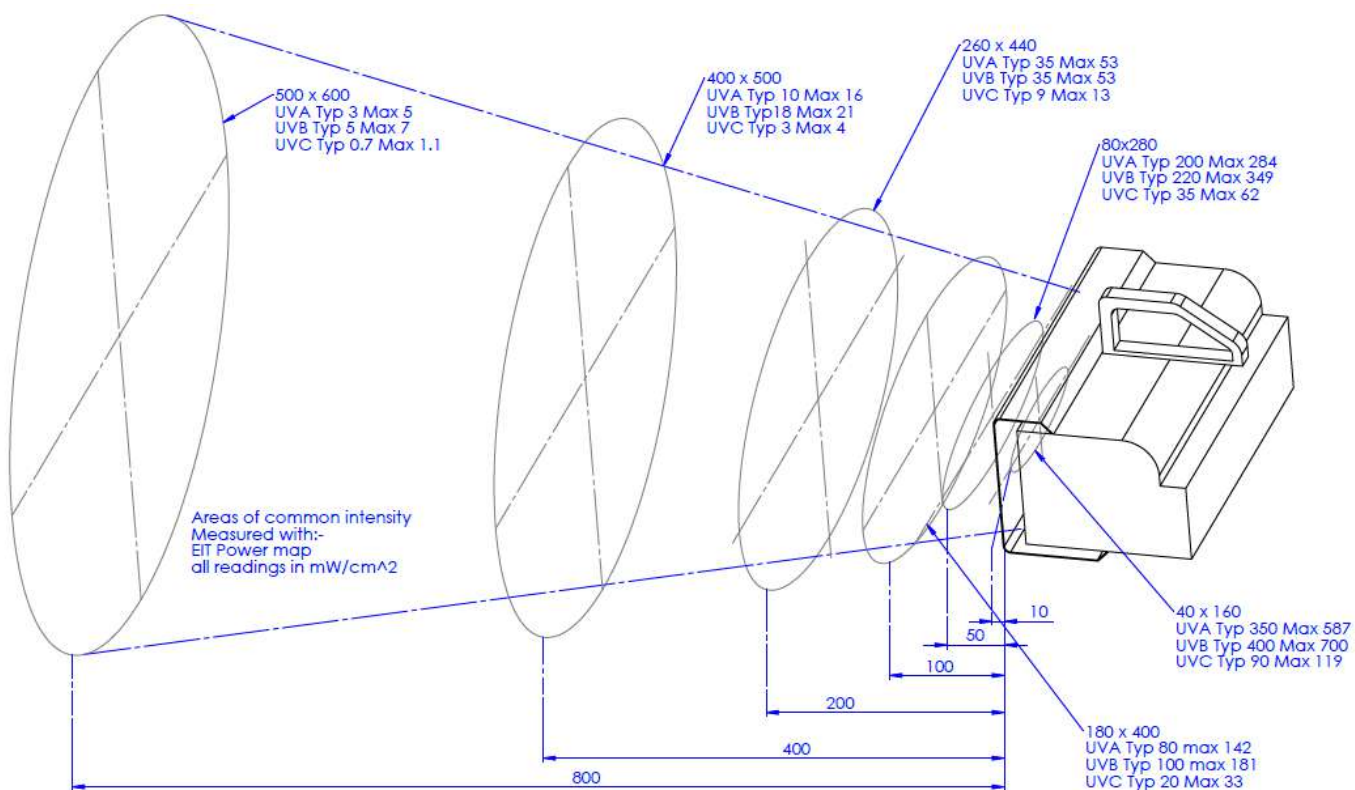 260 x 440
UVA Typ 35 Max 53
UVB Typ 35 Max 53
UVC Typ 9 Max 13
400 x 500
UVA Typ 10 Max 16
UVB Typ18 Max 21
UVC Typ 3 Max 4
500 x 600
UVA Typ 3 Max 5
UVB Typ 5 Max 7
UVC Typ 0.7 Max 1.1
80x280
UVA Typ 200 Max 284
UVB Typ 220 Max 349
UVC Typ 35 Max 62
Areas of common intensity
Measured with:-
EIT Power map
all readings in mW/cm^2
10
50
100
200
400
800
40 x 160
UVA Typ 350 Max 587
UVB Typ 400 Max 700
UVC Typ 90 Max 119
180 x 400
UVA Typ 80 max 142
UVB Typ 100 max 181
UVC Typ 20 Max 33